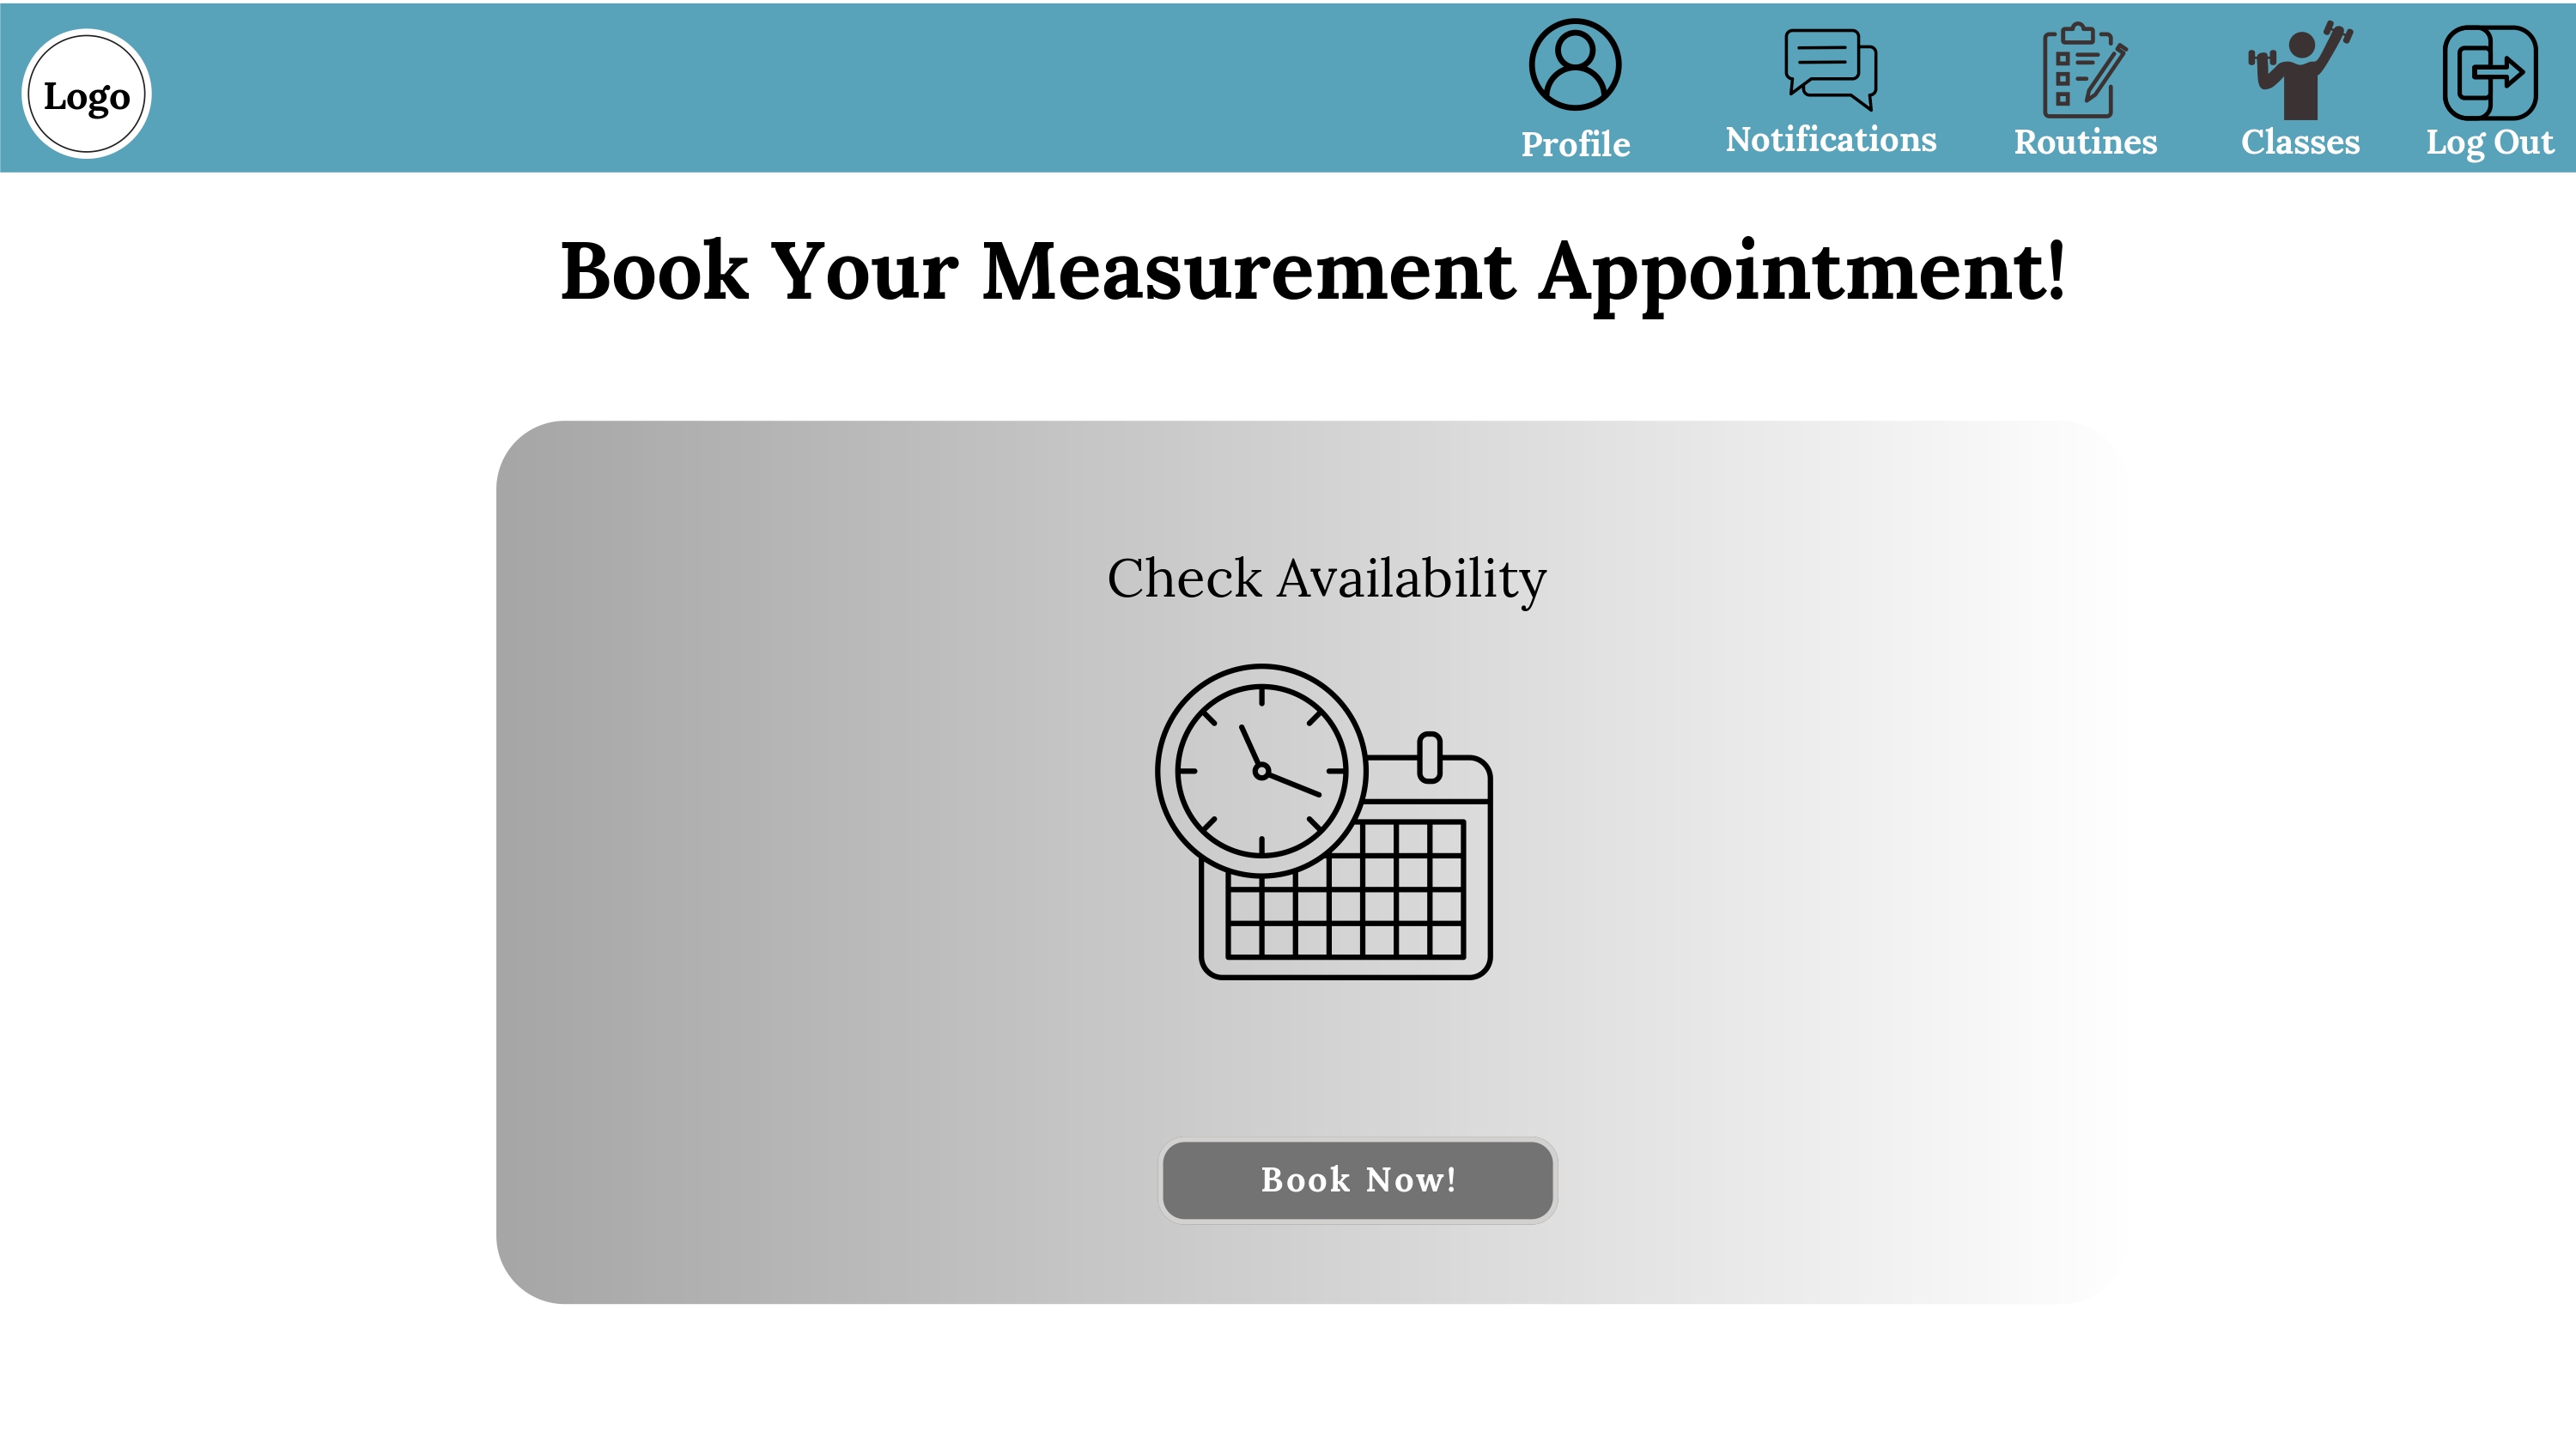 Logo
Profile
Notifications
Routines
Classes
Log Out
Book Your Measurement Appointment!
Check Availability
Book Now!